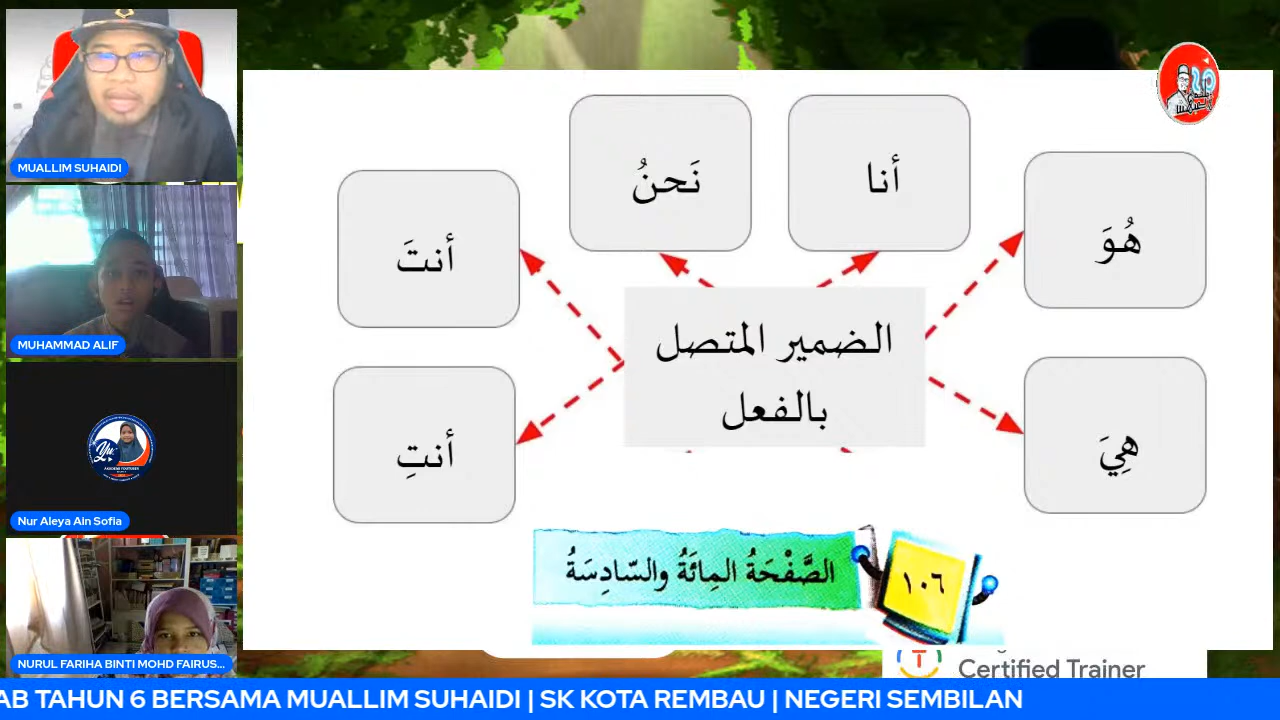 MUALLIM SUHAIDI
MUHAMMAD ALIF
Nur Aleya Ain Sofia
NURUL FARIHA BINTI MOHD FAIRUS...
أنا
نَحنُ
هُوَ
أنتَ
الضمير المتصل
بالفعل
هِيَ
أنتِ
الصَّفْحَةُ المِائَةُ والسّادِسَةُ
١٠٦
Certified Trainer
AB TAHUN 6 BERSAMA MUALLIM SUHAIDI | SK KOTA REMBAU | NEGERI SEMBILAN